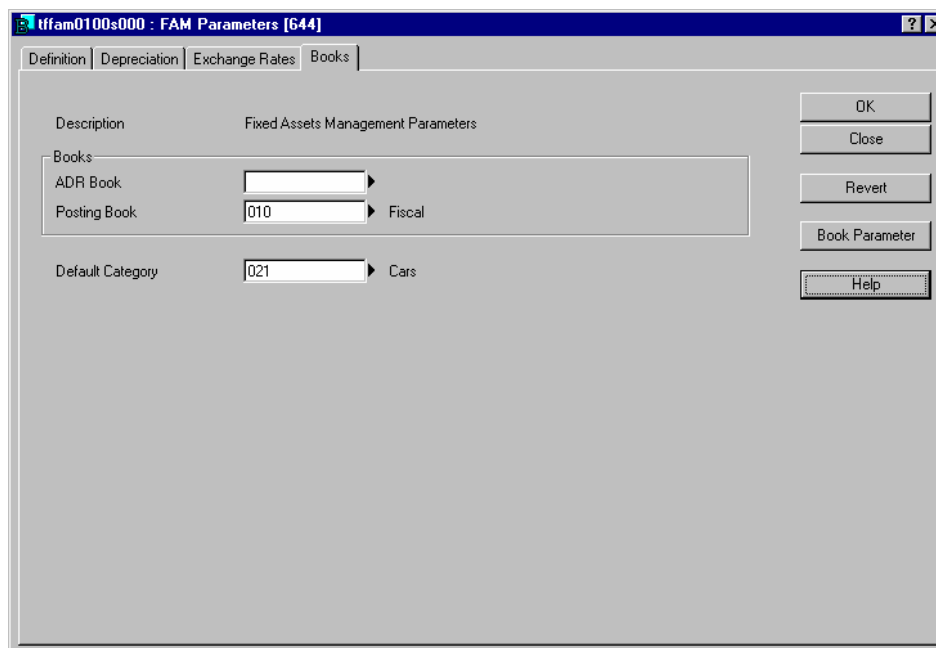 tffam0100s000 : FAM Parameters [644]
Definition Depreciation Exchange Rates Books
Description Fixed Assets Management Parameters
Books
ADR Book
Posting Book 010 Fiscal
Default Category 021 Cars
OK
Close
Revert
Book Parameter
Help